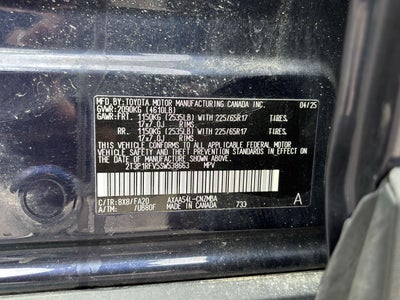 MFD.BY:TOYOTA MOTOR MANUFACTURING CANADA INC. 04/25
GVWR:2090KG (4610LB)
GAWR:FRT. 1150KG (2535LB) WITH 225/65R17 TIRES,
17x7.0J RIMS,
RR. 1150KG (2535LB) WITH 225/65R17 TIRES,
17x7.0J RIMS,
THIS VEHICLE CONFORMS TO ALL APPLICABLE FEDERAL MOTOR
VEHICLE SAFETY AND BUMPER STANDARDS IN EFFECT ON
THE DATE OF MANUFACTURE SHOWN ABOVE.
2T3P1RFV5SW538663 MPV
C/TR:8X8/FA20 AXAA54L-CNZMBA
A/TM: /UB80F MADE IN CANADA 733 A